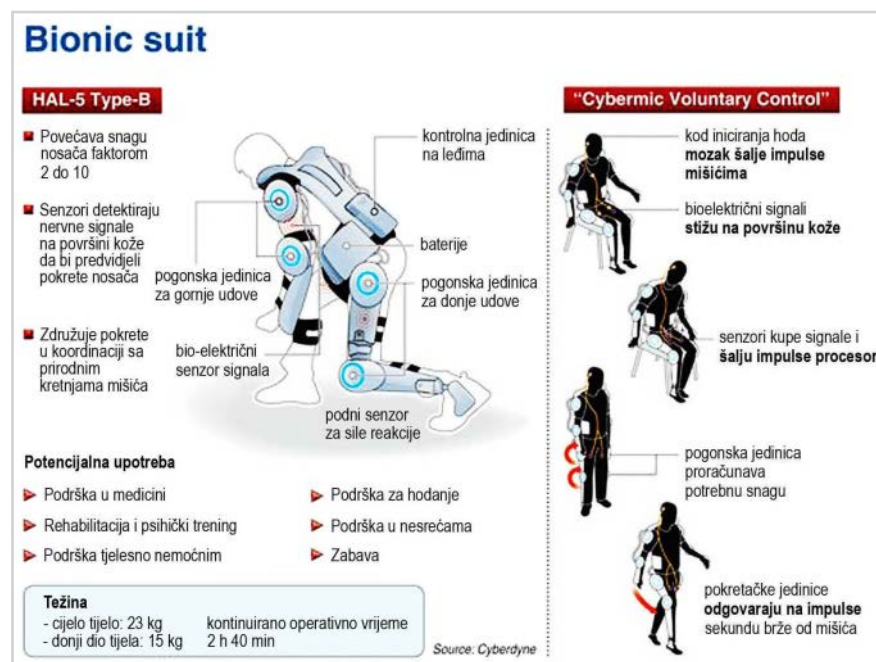 Bionic suit
HAL-5 Type-B
Povećava snagu
nosača faktorom
2 do 10
Senzori detektiraju
nervne signale
na površini kože
da bi predvidjeli
pokrete nosača
Združuje pokrete
u koordinaciji sa
prirodnim
kretnjama mišića
kontrolna jedinica
na leđima
baterije
pogonska jedinica
za gornje udove
pogonska jedinica
za donje udove
bio-električni
senzor signala
podni senzor
za sile reakcije
Potencijalna upotreba
Podrška u medicini
Rehabilitacija i psihički trening
Podrška tjelesno nemoćnim
Podrška za hodanje
Podrška u nesrećama
Zabava
Težina
- cijelo tijelo: 23 kg
- donji dio tijela: 15 kg
kontinuirano operativno vrijeme
2 h 40 min
Source: Cyberdyne
“Cybermic Voluntary Control”
kod iniciranja hoda
mozak šalje impulse
mišićima
bioelektrični signali
stižu na površinu kože
senzori kupe signale i
šalju impulse procesor
pogonska jedinica
proračunava
potrebnu snagu
pokretačke jedinice
odgovaraju na impulse
sekundu brže od mišića